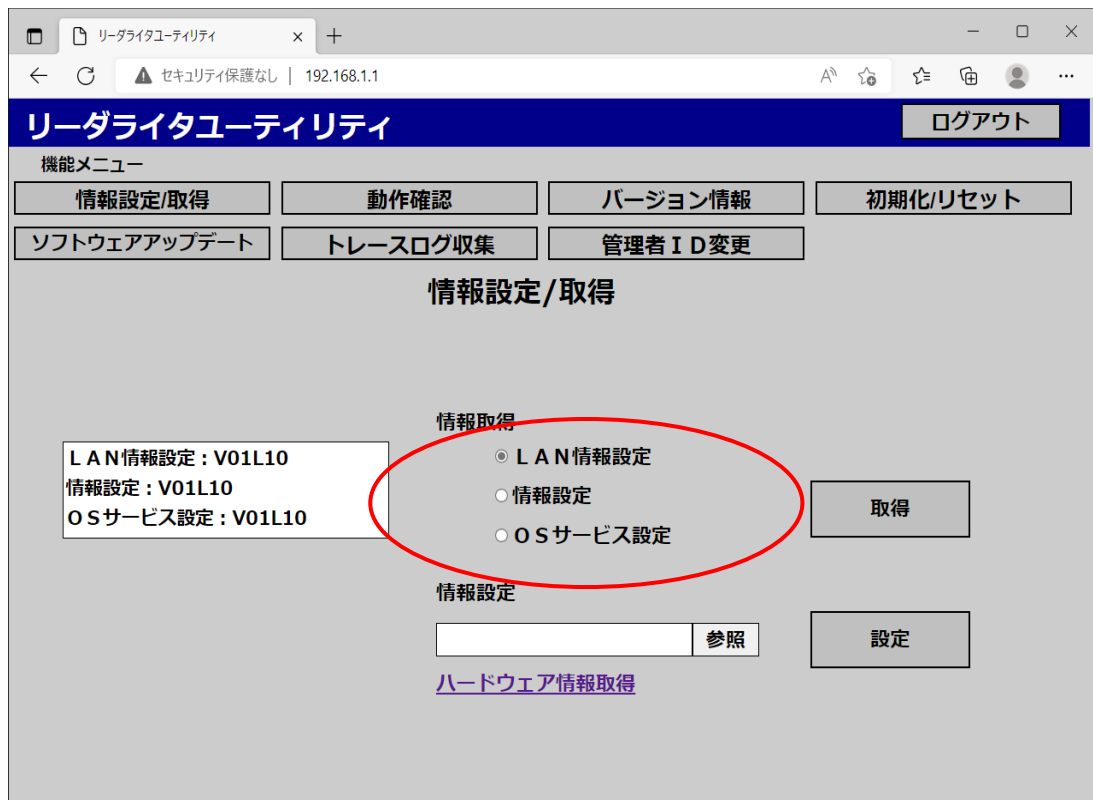 リーダライタユーティリティ
セキュリティ保護なし | 192.168.1.1
リーダライタユーティリティ
ログアウト
機能メニュー
情報設定/取得 動作確認 バージョン情報 初期化/リセット
ソフトウェアアップデート トレースログ収集 管理者ＩＤ変更
情報設定/取得
情報取得
ＬＡＮ情報設定：V01L10
情報設定：V01L10
ＯＳサービス設定：V01L10
ＬＡＮ情報設定
情報設定
ＯＳサービス設定
取得
情報設定
参照
設定
ハードウェア情報取得